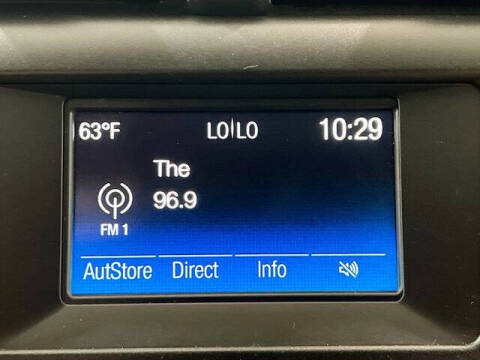 63°F LO|LO 10:29
The
96.9
FM 1
AutStore Direct Info